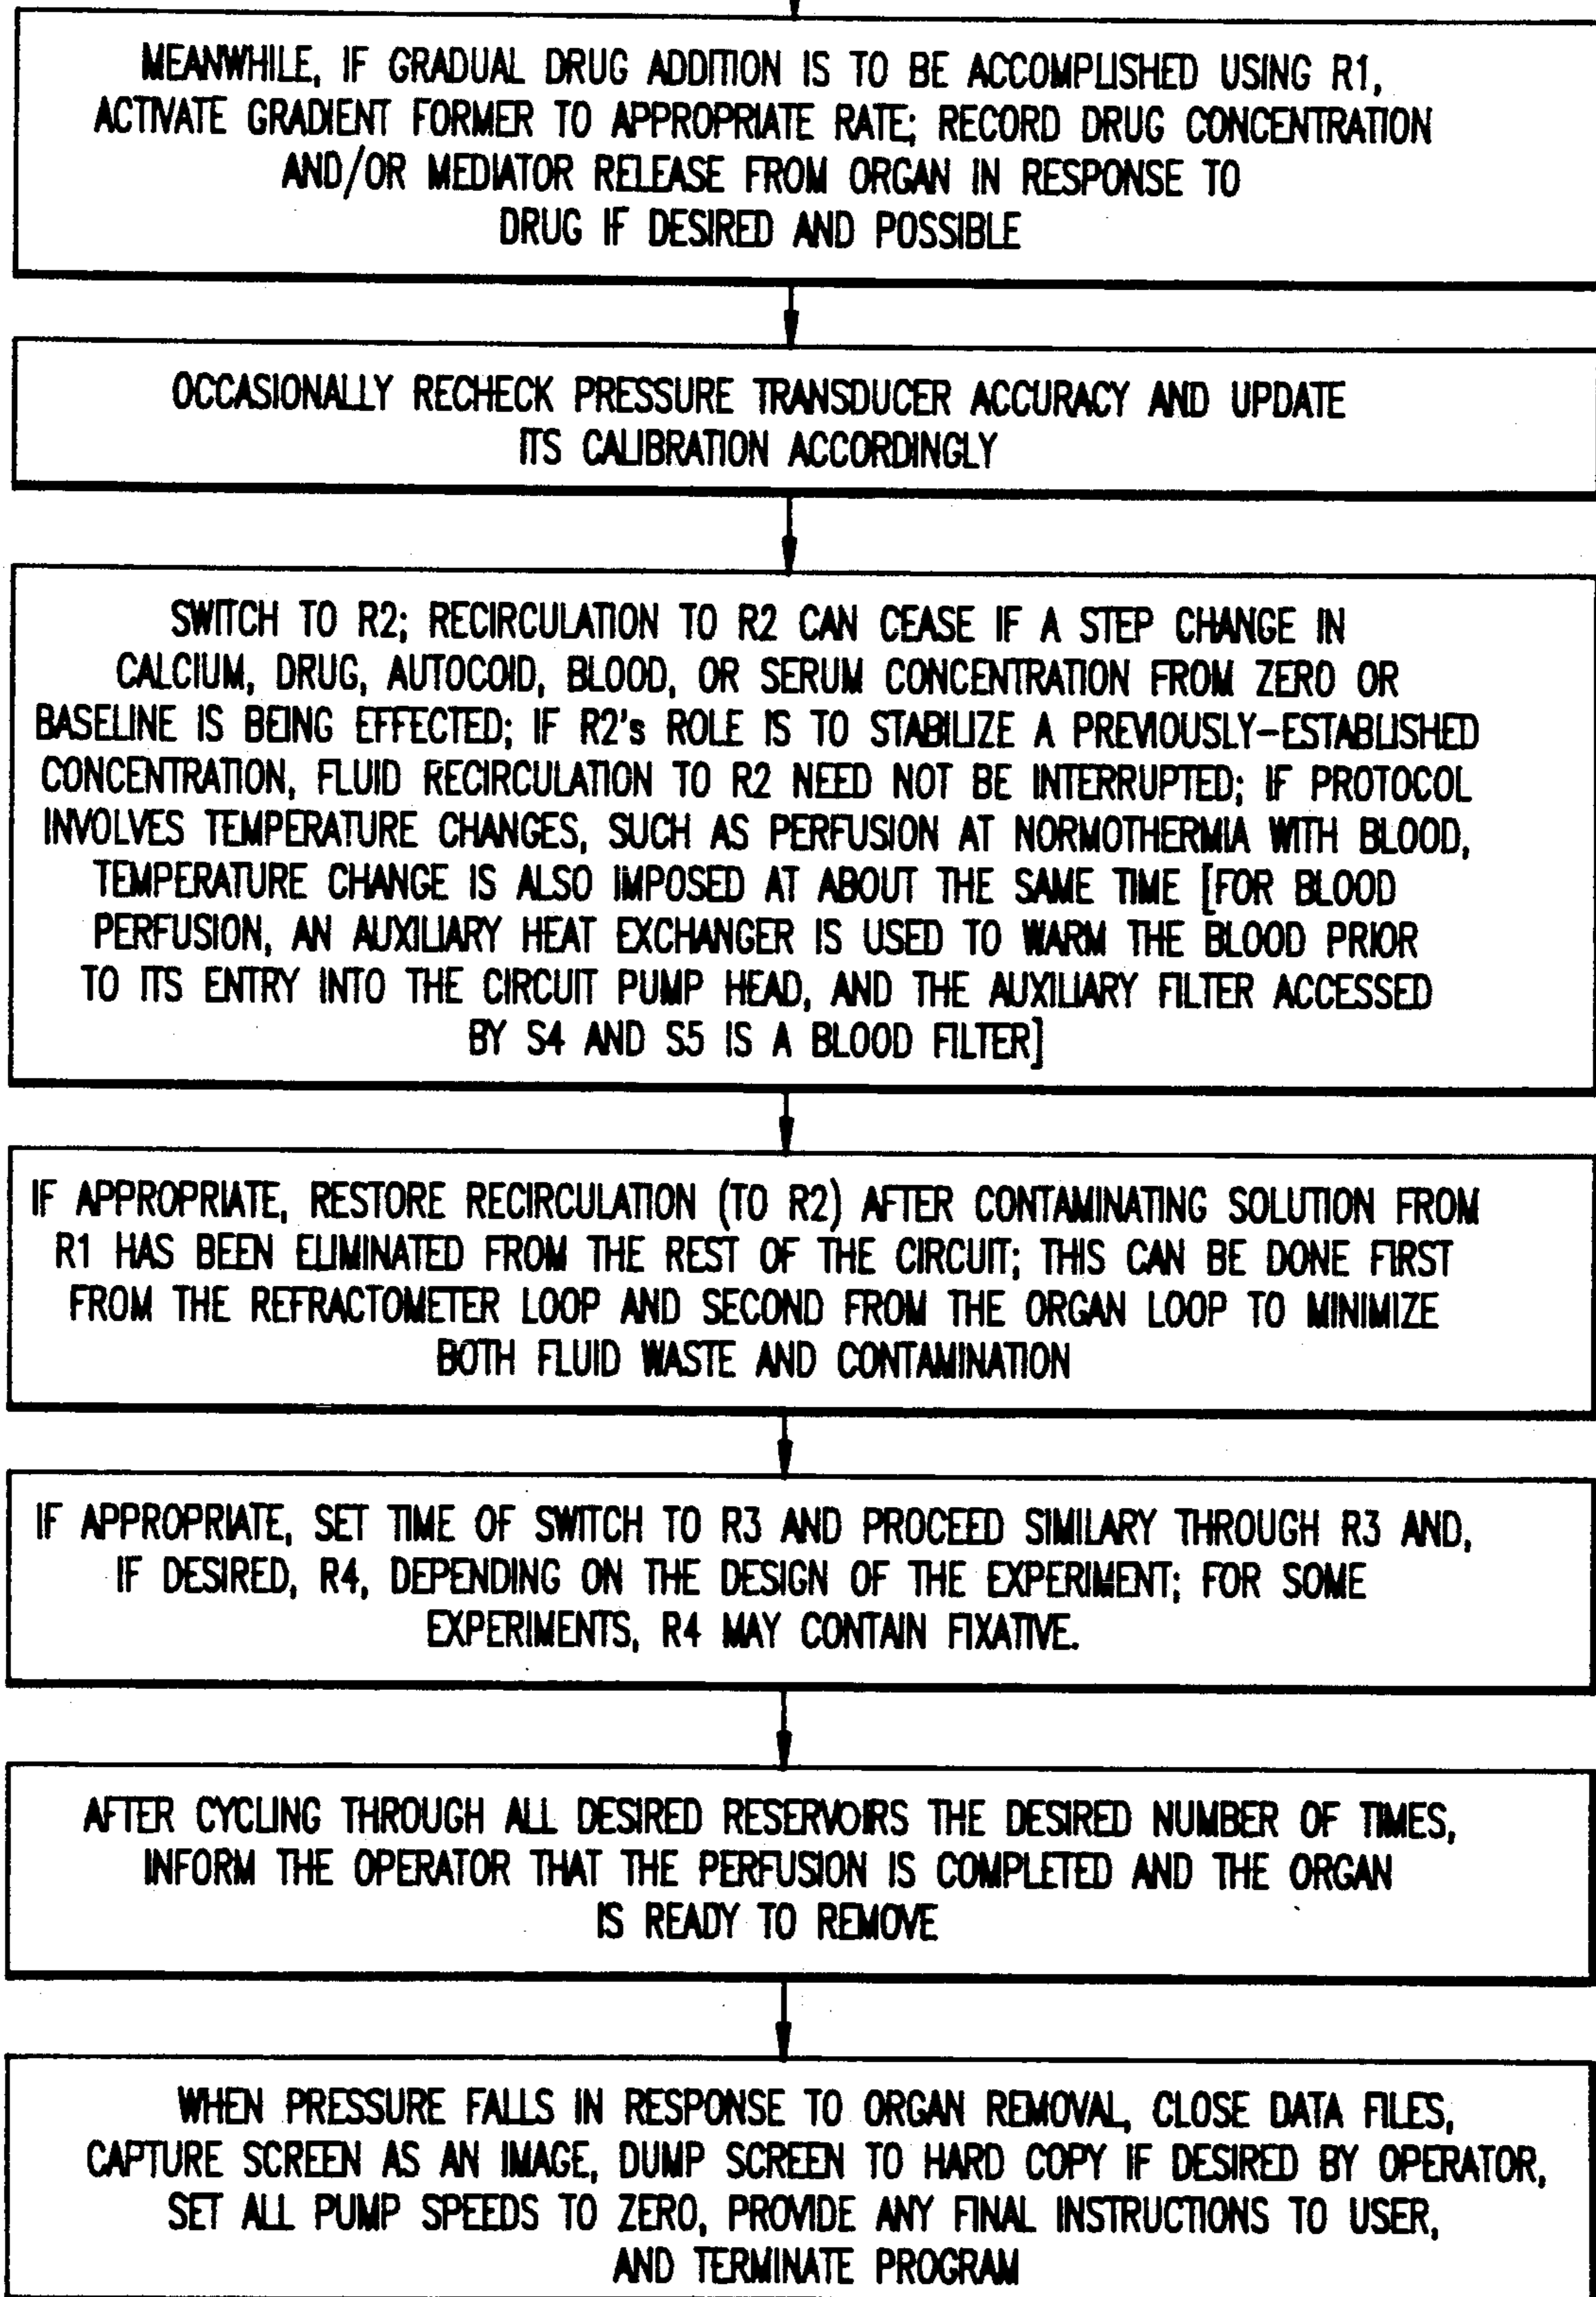 MEANWHILE, IF GRADUAL DRUG ADDITION IS TO BE ACCOMPLISHED USING R1,
ACTIVATE GRADIENT FORMER TO APPROPRIATE RATE; RECORD DRUG CONCENTRATION
AND/OR MEDIATOR RELEASE FROM ORGAN IN RESPONSE TO
DRUG IF DESIRED AND POSSIBLE
OCCASIONALLY RECHECK PRESSURE TRANSDUCER ACCURACY AND UPDATE
ITS CALIBRATION ACCORDINGLY
SWITCH TO R2; RECIRCULATION TO R2 CAN CEASE IF A STEP CHANGE IN
CALCIUM, DRUG, AUTOCOID, BLOOD, OR SERUM CONCENTRATION FROM ZERO OR
BASELINE IS BEING EFFECTED; IF R2's ROLE IS TO STABILIZE A PREVIOUSLY-ESTABLISHED
CONCENTRATION, FLUID RECIRCULATION TO R2 NEED NOT BE INTERRUPTED; IF PROTOCOL
INVOLVES TEMPERATURE CHANGES, SUCH AS PERFUSION AT NORMOTHERMIA WITH BLOOD,
TEMPERATURE CHANGE IS ALSO IMPOSED AT ABOUT THE SAME TIME [FOR BLOOD
PERFUSION, AN AUXILIARY HEAT EXCHANGER IS USED TO WARM THE BLOOD PRIOR
TO ITS ENTRY INTO THE CIRCUIT PUMP HEAD, AND THE AUXILIARY FILTER ACCESSED
BY S4 AND S5 IS A BLOOD FILTER]
IF APPROPRIATE, RESTORE RECIRCULATION (TO R2) AFTER CONTAMINATING SOLUTION FROM
R1 HAS BEEN ELIMINATED FROM THE REST OF THE CIRCUIT; THIS CAN BE DONE FIRST
FROM THE REFRACTOMETER LOOP AND SECOND FROM THE ORGAN LOOP TO MINIMIZE
BOTH FLUID WASTE AND CONTAMINATION
IF APPROPRIATE, SET TIME OF SWITCH TO R3 AND PROCEED SIMILARY THROUGH R3 AND,
IF DESIRED, R4, DEPENDING ON THE DESIGN OF THE EXPERIMENT; FOR SOME
EXPERIMENTS, R4 MAY CONTAIN FIXATIVE.
AFTER CYCLING THROUGH ALL DESIRED RESERVOIRS THE DESIRED NUMBER OF TIMES,
INFORM THE OPERATOR THAT THE PERFUSION IS COMPLETED AND THE ORGAN
IS READY TO REMOVE
WHEN PRESSURE FALLS IN RESPONSE TO ORGAN REMOVAL, CLOSE DATA FILES,
CAPTURE SCREEN AS AN IMAGE, DUMP SCREEN TO HARD COPY IF DESIRED BY OPERATOR,
SET ALL PUMP SPEEDS TO ZERO, PROVIDE ANY FINAL INSTRUCTIONS TO USER,
AND TERMINATE PROGRAM